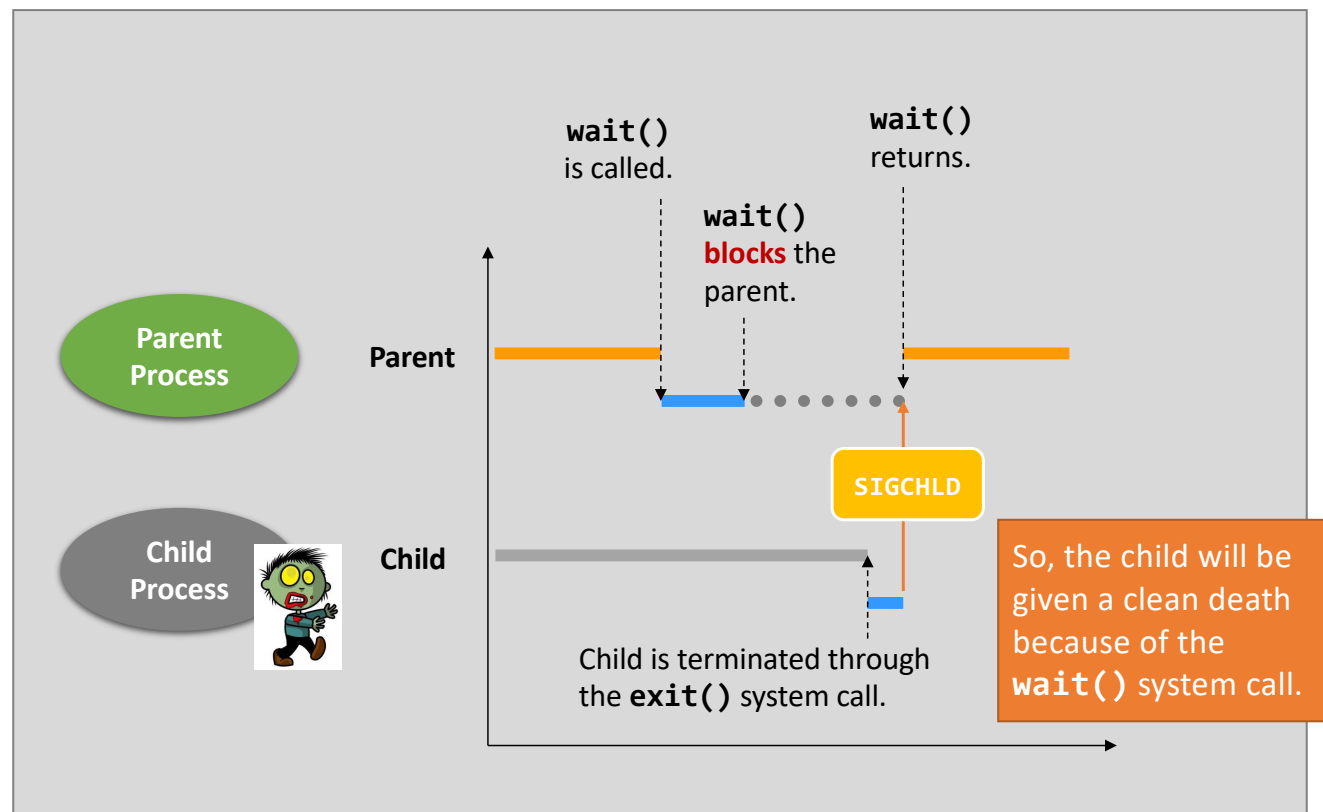 wait()
is called.
wait()
returns.
wait()
blocks the
parent.
Parent
Process
Parent
SIGCHLD
Child
Process
Child
So, the child will be
given a clean death
because of the
wait() system call.
Child is terminated through
the exit() system call.